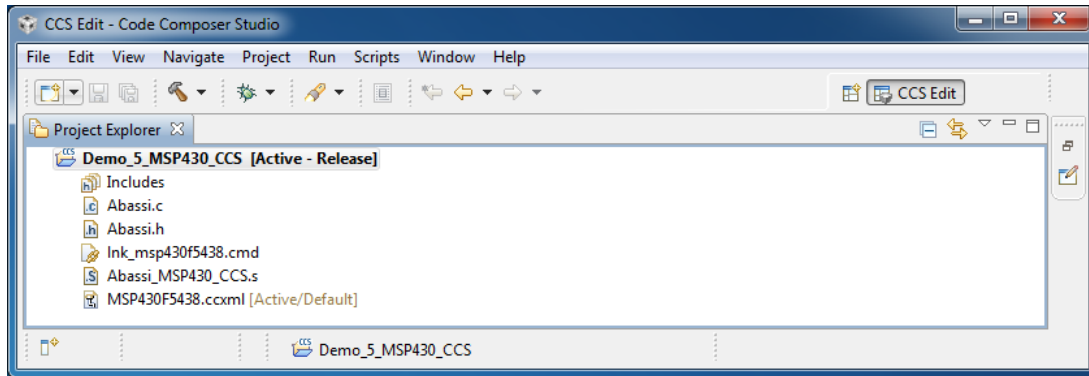 CCS Edit - Code Composer Studio
File Edit View Navigate Project Run Scripts Window Help
CCS Edit
Project Explorer
Demo_5_MSP430_CCS [Active - Release]
Includes
Abassi.c
Abassi.h
lnk_msp430f5438.cmd
Abassi_MSP430_CCS.s
MSP430F5438.ccxml [Active/Default]
Demo_5_MSP430_CCS